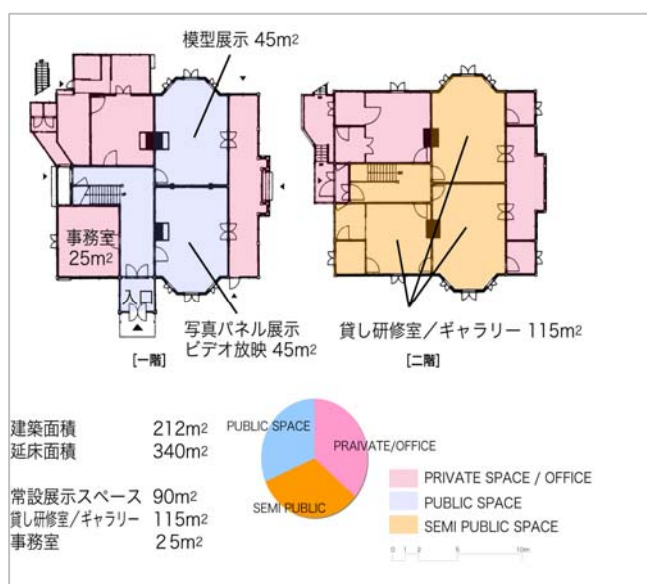 模型展示 45m²
事務室
25m²
入口
写真パネル展示
ビデオ放映 45m²
[一階]
貸し研修室／ギャラリー 115m²
[二階]
建築面積 212m²
延床面積 340m²
常設展示スペース 90m²
貸し研修室／ギャラリー 115m²
事務室 25m²
PUBLIC SPACE
PRAIVATE/OFFICE
SEMI PUBLIC
PRIVATE SPACE / OFFICE
PUBLIC SPACE
SEMI PUBLIC SPACE
0 1 2 5 10m